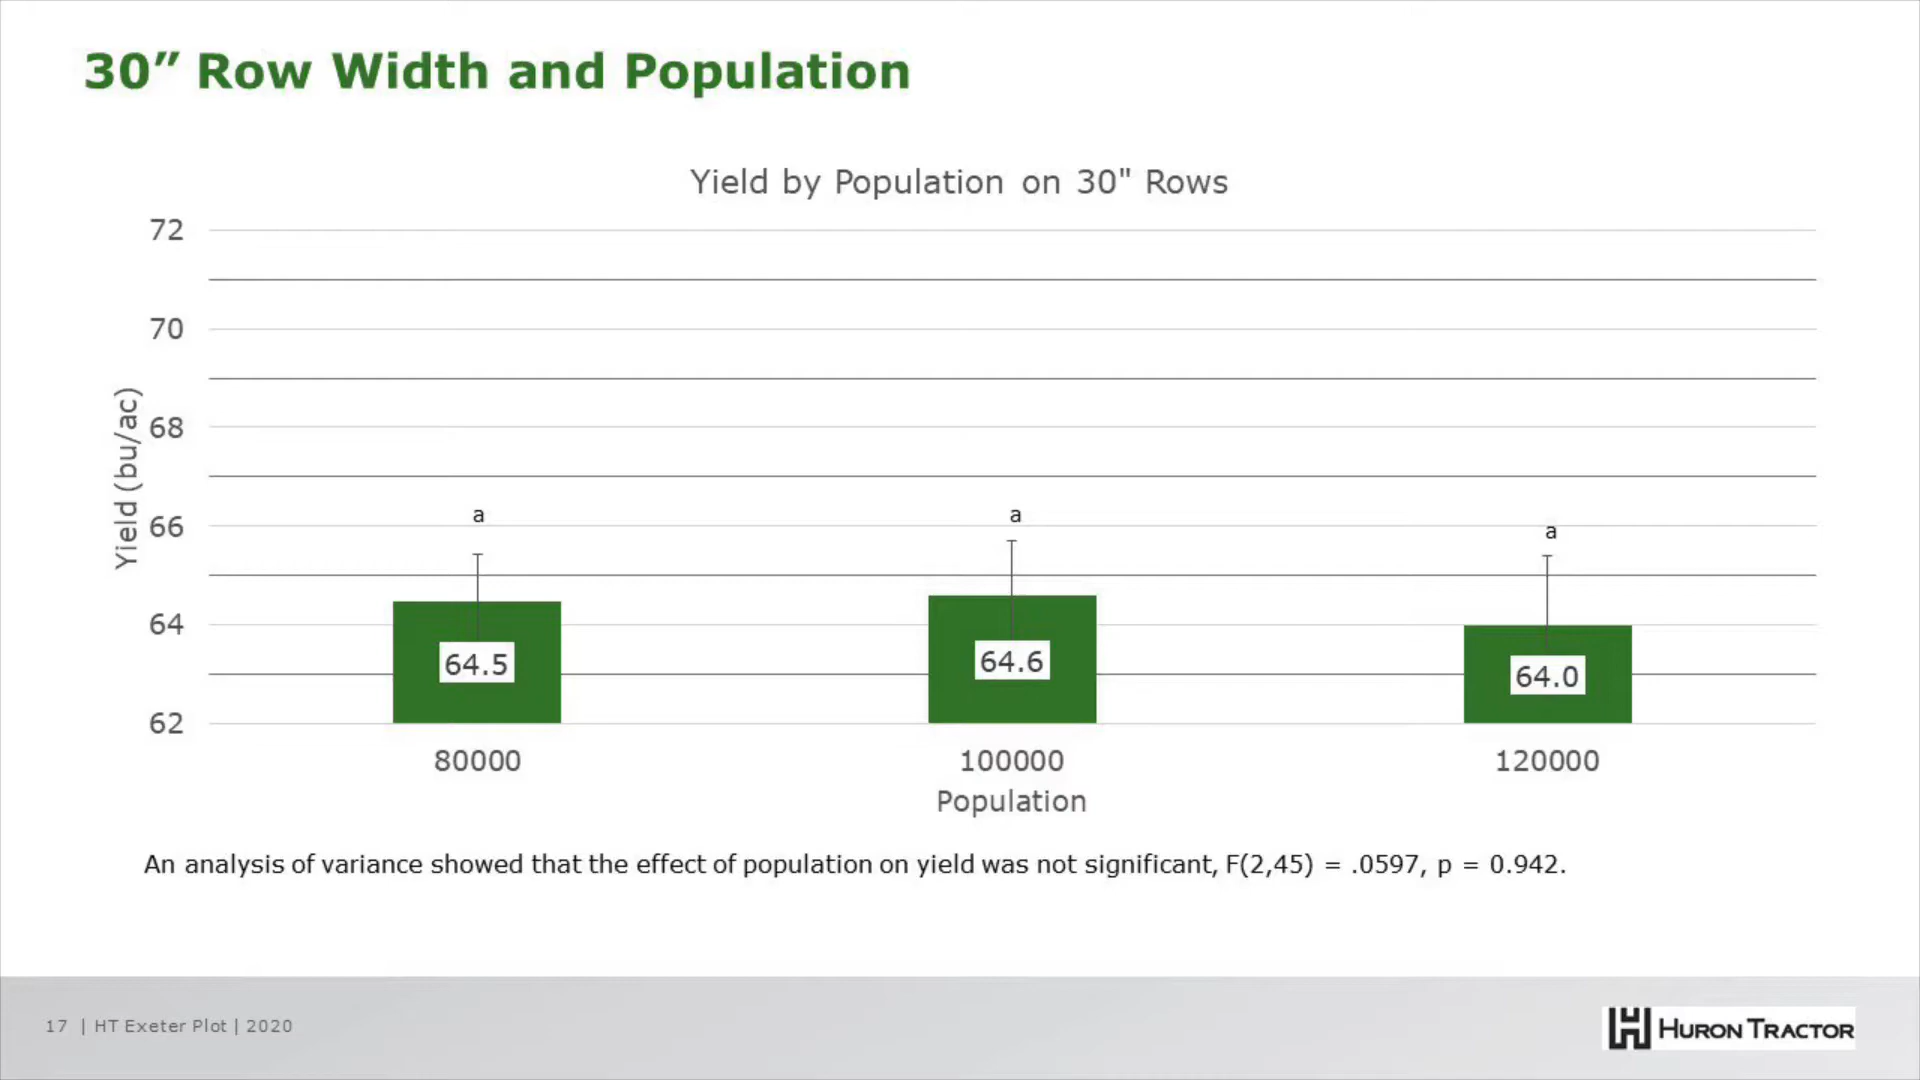 30” Row Width and Population
Yield by Population on 30" Rows
72
70
68
66
64
62
Yield (bu/ac)
a
a
a
64.5
64.6
64.0
80000
100000
120000
Population
An analysis of variance showed that the effect of population on yield was not significant, F(2,45) = .0597, p = 0.942.
17 | HT Exeter Plot | 2020
HURON TRACTOR